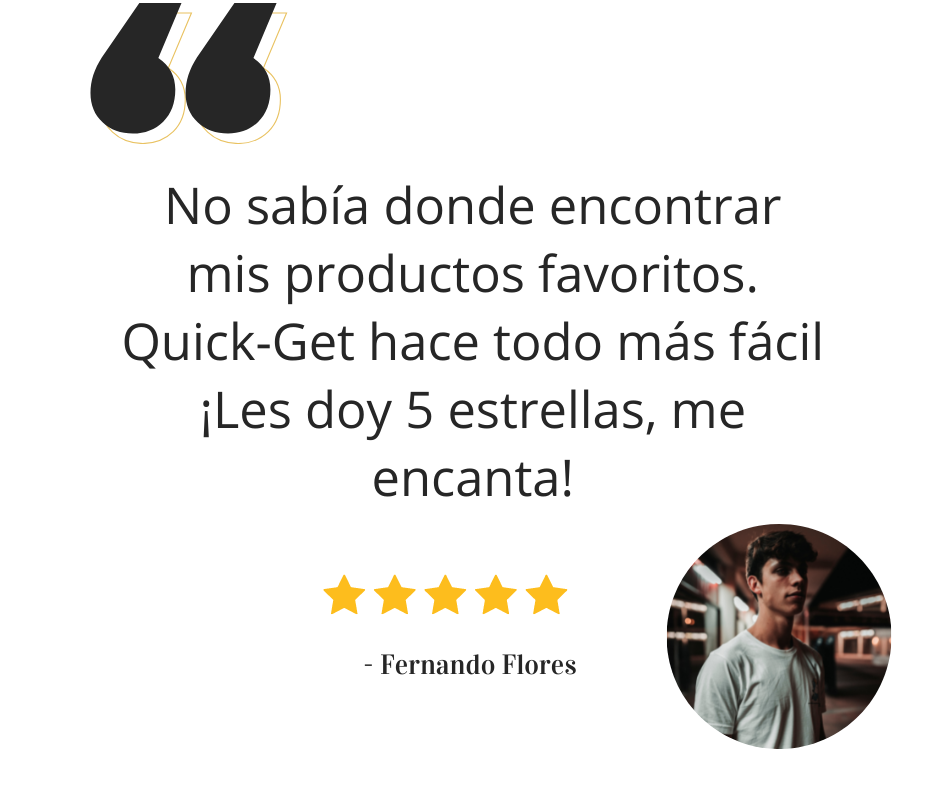 No sabía donde encontrar
mis productos favoritos.
Quick-Get hace todo más fácil
¡Les doy 5 estrellas, me
encanta!
- Fernando Flores